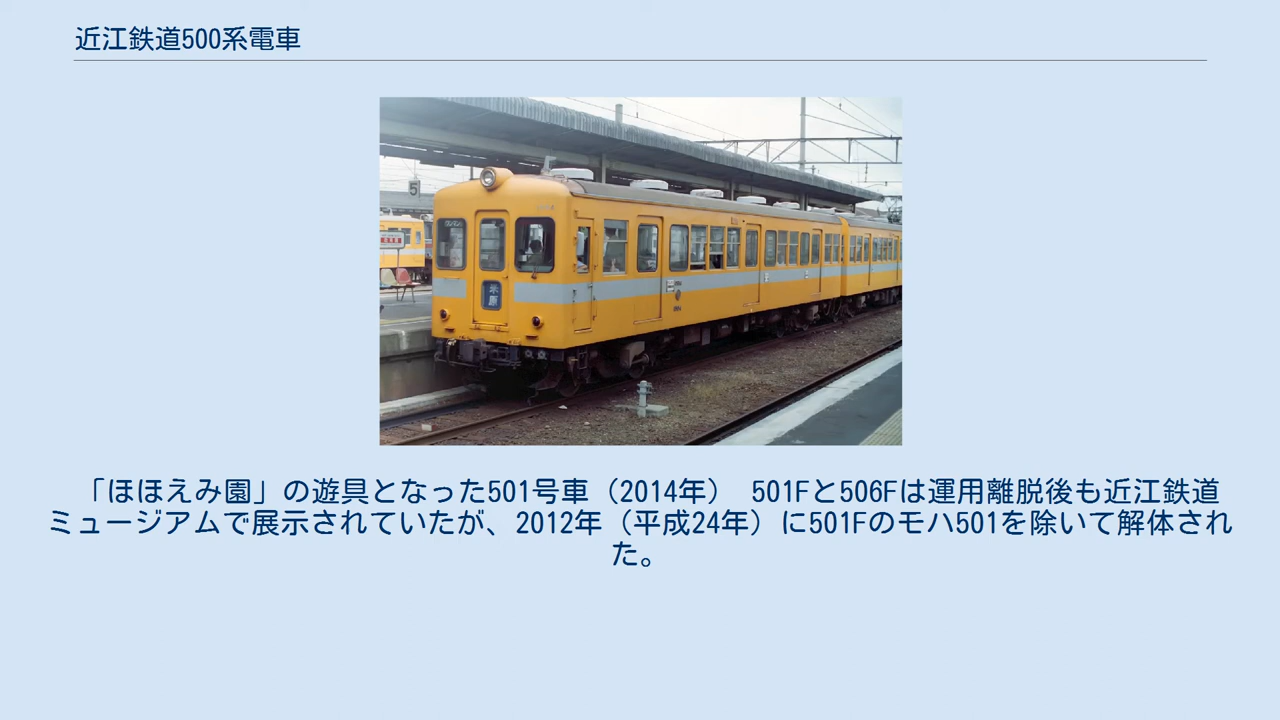 近江鉄道500系電車
5
米原
「ほほえみ園」の遊具となった501号車（2014年） 501Fと506Fは運用離脱後も近江鉄道
ミュージアムで展示されていたが、2012年（平成24年）に501Fのモハ501を除いて解体され
た。